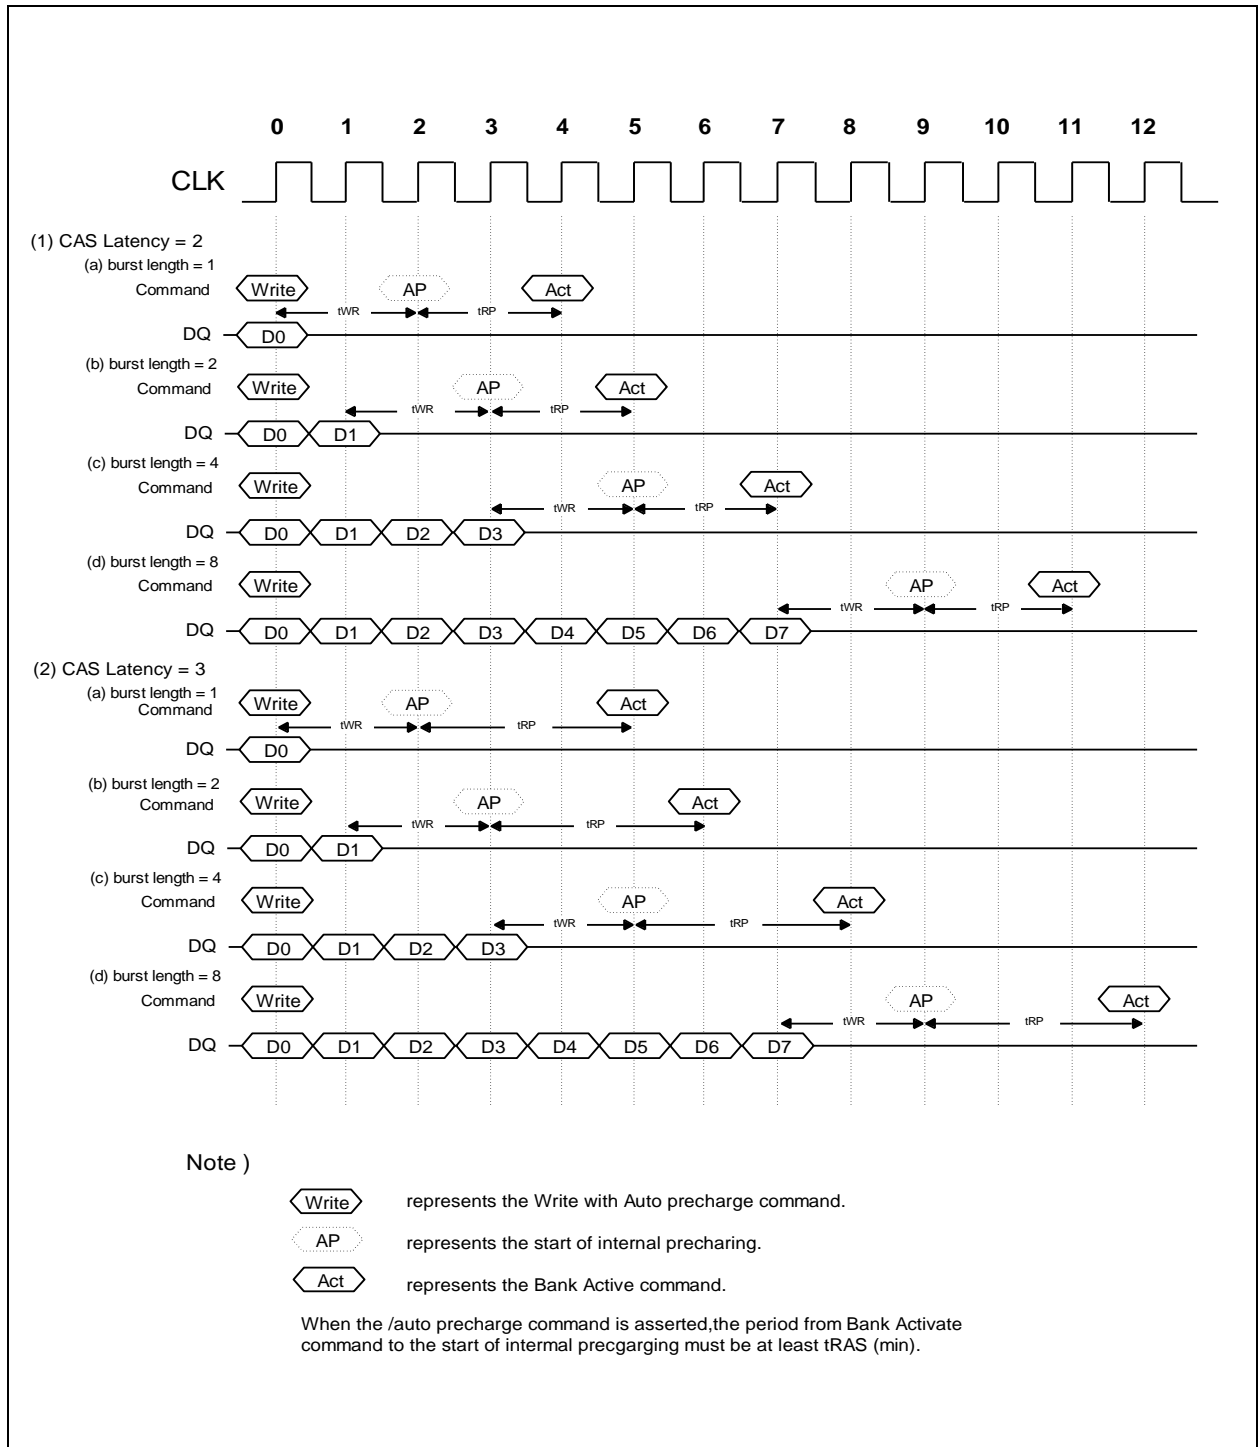 0 1 2 3 4 5 6 7 8 9 10 11 12
CLK
(1) CAS Latency = 2
(a) burst length = 1
Command Write AP Act
tWR tRP
DQ D0
(b) burst length = 2
Command Write AP Act
tWR tRP
DQ D0 D1
(c) burst length = 4
Command Write AP Act
tWR tRP
DQ D0 D1 D2 D3
(d) burst length = 8
Command Write AP Act
tWR tRP
DQ D0 D1 D2 D3 D4 D5 D6 D7
(2) CAS Latency = 3
(a) burst length = 1
Command Write AP Act
tWR tRP
DQ D0
(b) burst length = 2
Command Write AP Act
tWR tRP
DQ D0 D1
(c) burst length = 4
Command Write AP Act
tWR tRP
DQ D0 D1 D2 D3
(d) burst length = 8
Command Write AP Act
tWR tRP
DQ D0 D1 D2 D3 D4 D5 D6 D7
Note )
Write represents the Write with Auto precharge command.
AP represents the start of internal precharing.
Act represents the Bank Active command.
When the /auto precharge command is asserted,the period from Bank Activate
command to the start of intermal precgarging must be at least tRAS (min).